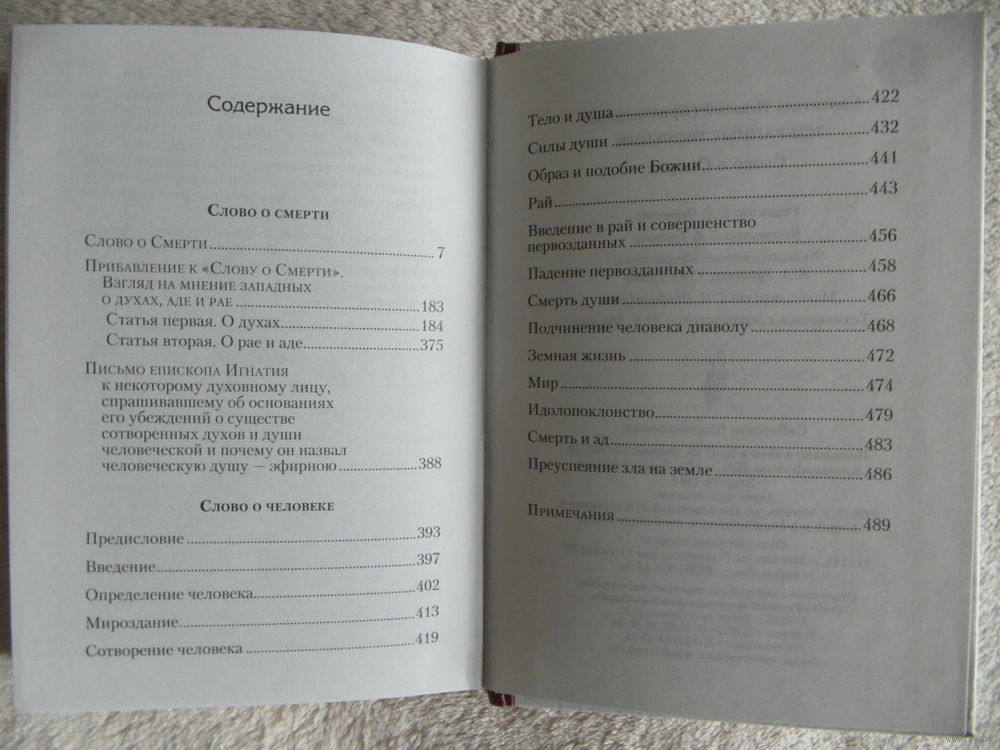 Содержание
Слово о смерти
Слово о Смерти 7
Прибавление к «Слову о Смерти».
Взгляд на мнение западных
о духах, аде и рае 183
Статья первая. О духах 184
Статья вторая. О рае и аде 375
Письмо епископа Игнатия
к некоторому духовному лицу,
спрашивавшему об основаниях
его убеждений о существе
сотворенных духов и души
человеческой и почему он назвал
человеческую душу — эфирною 388
Слово о человеке
Предисловие 393
Введение 397
Определение человека 402
Мироздание 413
Сотворение человека 419
Тело и душа 422
Силы души 432
Образ и подобие Божии 441
Рай 443
Введение в рай и совершенство
первозданных 456
Падение первозданных 458
Смерть души 466
Подчинение человека диаволу 468
Земная жизнь 472
Мир 474
Идолопоклонство 479
Смерть и ад 483
Преуспеяние зла на земле 486
Примечания 489